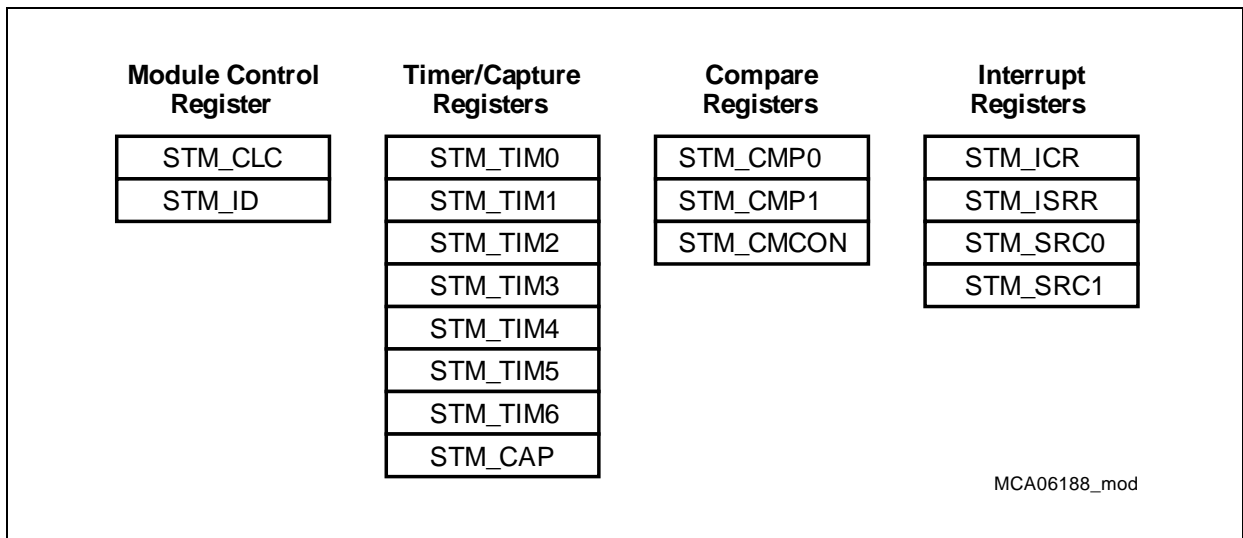 Module Control
Register
STM_CLC
STM_ID
Timer/Capture
Registers
STM_TIM0
STM_TIM1
STM_TIM2
STM_TIM3
STM_TIM4
STM_TIM5
STM_TIM6
STM_CAP
Compare
Registers
STM_CMP0
STM_CMP1
STM_CMCON
Interrupt
Registers
STM_ICR
STM_ISRR
STM_SRC0
STM_SRC1
MCA06188_mod